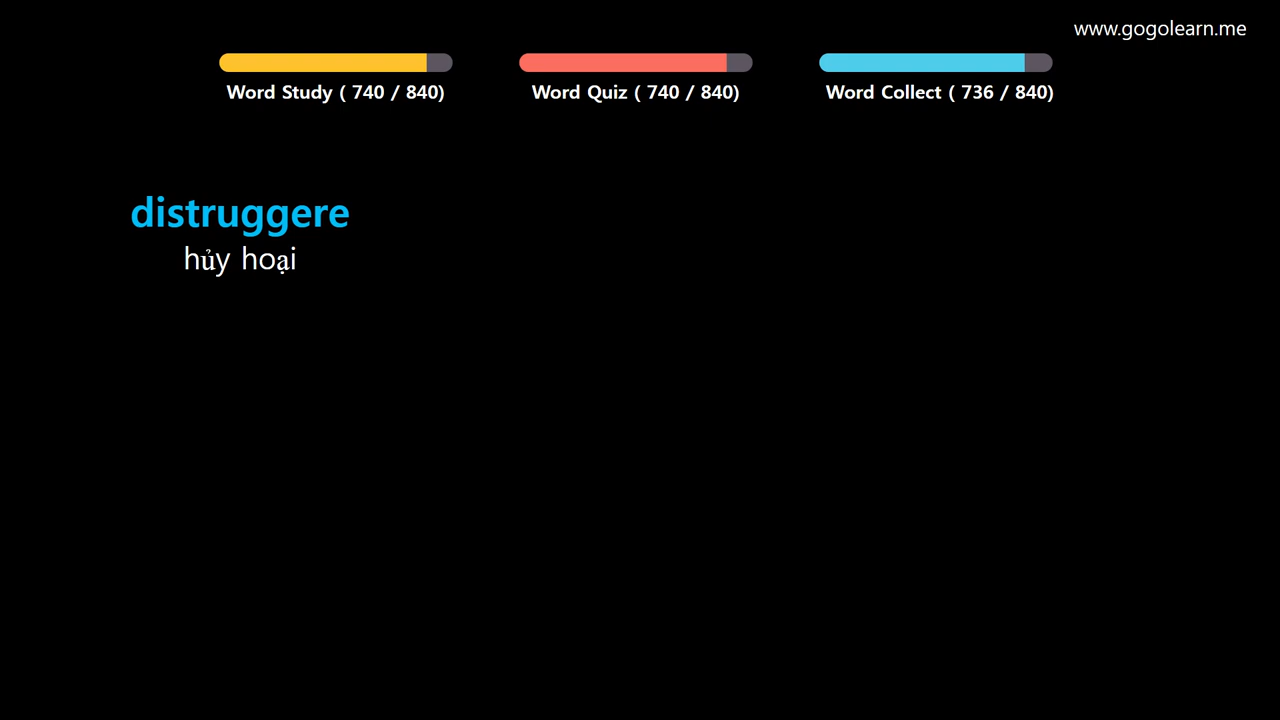 www.gogolearn.me
Word Study ( 740 / 840)
Word Quiz ( 740 / 840)
Word Collect ( 736 / 840)
distruggere
hủy hoại